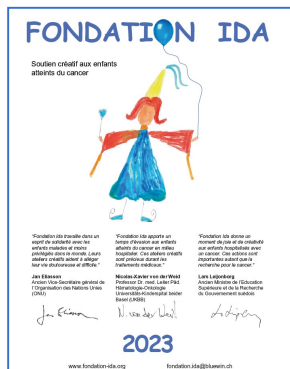 FONDATION IDA
Soutien créatif aux enfants
atteints du cancer
"Fondation Ida travaille dans un
esprit de solidarité avec les
enfants malades et moins
privilégiés dans le monde. Leurs
ateliers créatifs aident à alléger
leur vie douloureuse et difficile."
Jan Eliasson
Ancien Vice-Secrétaire général de
l'Organisation des Nations Unies
(ONU)
"Fondation Ida apporte un
temps d'évasion aux enfants
atteints du cancer en milieu
hospitalier. Ces ateliers créatifs
sont précieux durant les
traitements médicaux."
Nicolas-Xavier von der Weid
Professor Dr. med. Leiter Päd.
Hämatologie-Onkologie
Universitäts-Kinderspital beider
Basel (UKBB)
"Fondation Ida donne un
moment de joie et de créativité
aux enfants hospitalisés avec
un cancer. Ces actions sont
importantes autant que la
recherche pour le cancer."
Lars Leijonborg
Ancien Ministre de l'Education
Supérieure et de la Recherche
du Gouvernement suédois
Jan Eliasson
N. von der Weid
2023
www.fondation-ida.org
fondation.ida@bluewin.ch